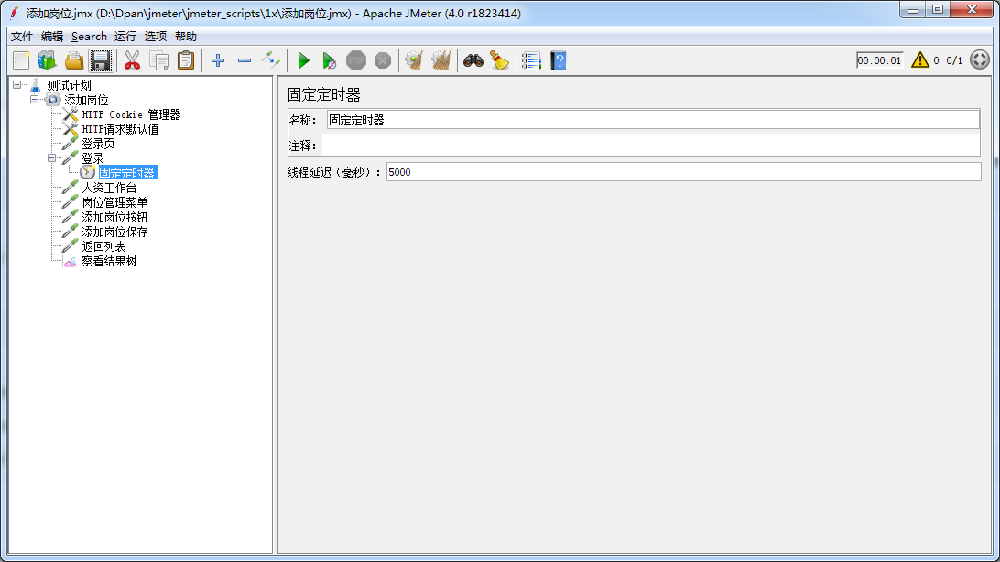 添加岗位.jmx (D:\Dpan\jmeter\jmeter_scripts\1x\添加岗位.jmx) - Apache JMeter (4.0 r1823414)
文件 编辑 Search 运行 选项 帮助
STOP 00:00:01 0 0/1
测试计划
添加岗位
HTTP Cookie 管理器
HTTP请求默认值
登录页
登录
固定定时器
人资工作台
岗位管理菜单
添加岗位按钮
添加岗位保存
返回列表
察看结果树
固定定时器
名称： 固定定时器
注释：
线程延迟（毫秒）： 5000